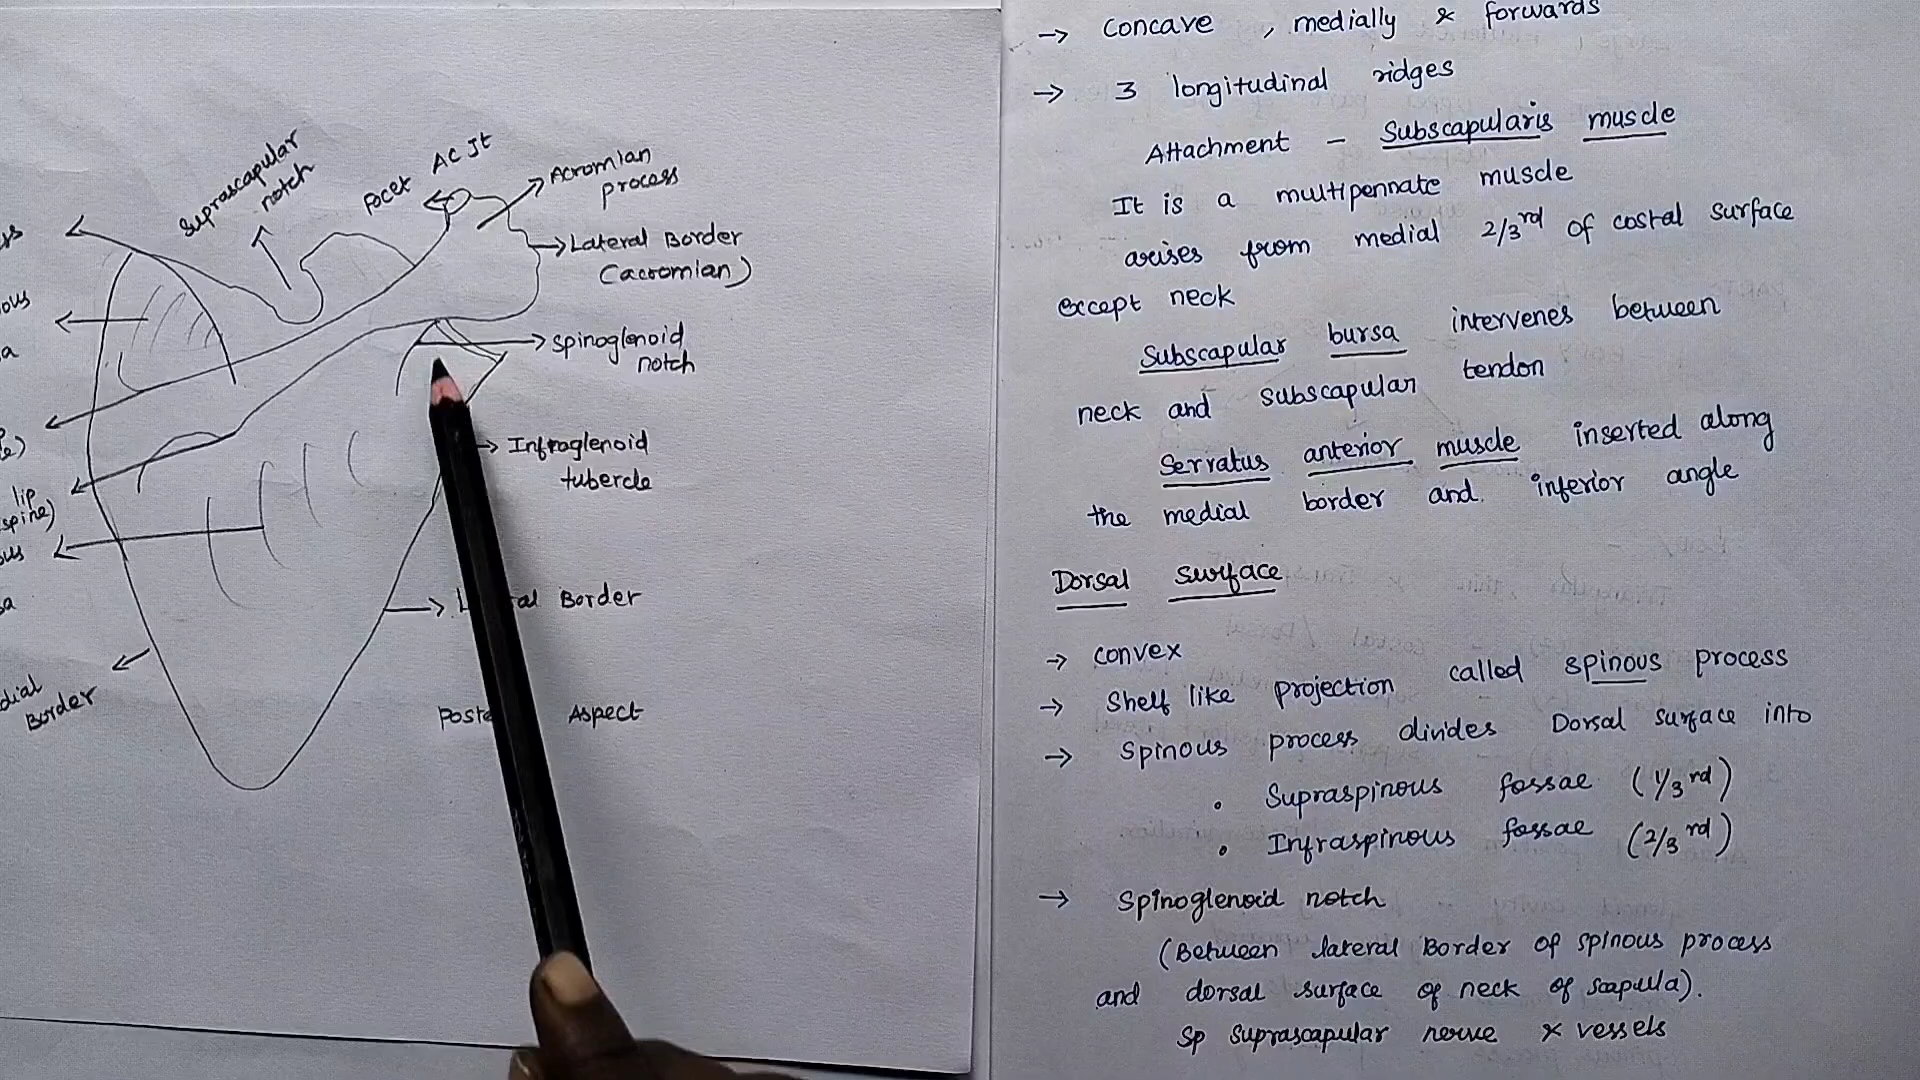 Suprascapular
notch
Facet AC Jt
Acromian
process
Lateral Border
(acromian)
Spinoglenoid
notch
Infraglenoid
tubercle
lip
spine)
Border
Aspect
Border
→ Concave , medially & forwards
→ 3 longitudinal ridges
Attachment - Subscapularis muscle
It is a multipennate muscle
arises from medial 2/3rd of costal surface
except neck
Subscapular bursa intervenes between
neck and subscapular tendon
Serratus anterior muscle inserted along
the medial border and inferior angle
Dorsal surface
→ convex
→ Shelf like projection called spinous process
→ Spinous process divides Dorsal surface into
• Supraspinous fossae (1/3rd)
• Infraspinous fossae (2/3rd)
→ Spinoglenoid notch
(Between lateral Border of spinous process
and dorsal surface of neck of scapula).
Sp suprascapular nerve & vessels